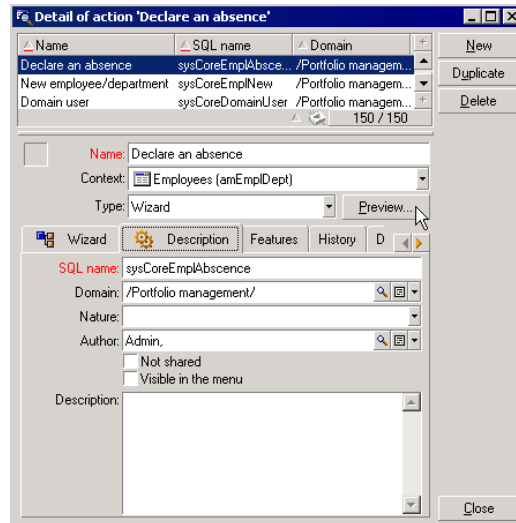 Detail of action 'Declare an absence'
Name SQL name Domain
Declare an absence sysCoreEmplAbsce... /Portfolio managem...
New employee/department sysCoreEmplNew /Portfolio managem...
Domain user sysCoreDomainUser /Portfolio managem...
150 / 150
New
Duplicate
Delete
Name: Declare an absence
Context: Employees (amEmplDept)
Type: Wizard Preview...
Wizard Description Features History D
SQL name: sysCoreEmplAbscence
Domain: /Portfolio management/
Nature:
Author: Admin,
Not shared
Visible in the menu
Description:
Close